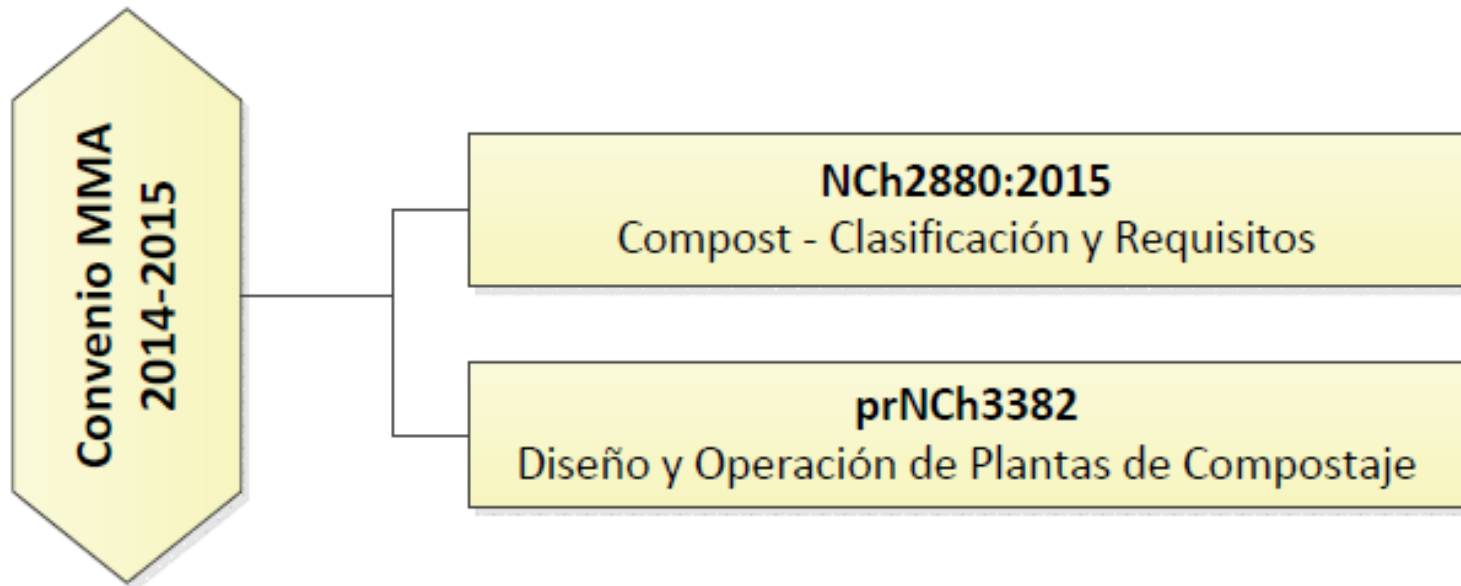 Convenio MMA
2014-2015
NCh2880:2015
Compost - Clasificación y Requisitos
prNCh3382
Diseño y Operación de Plantas de Compostaje